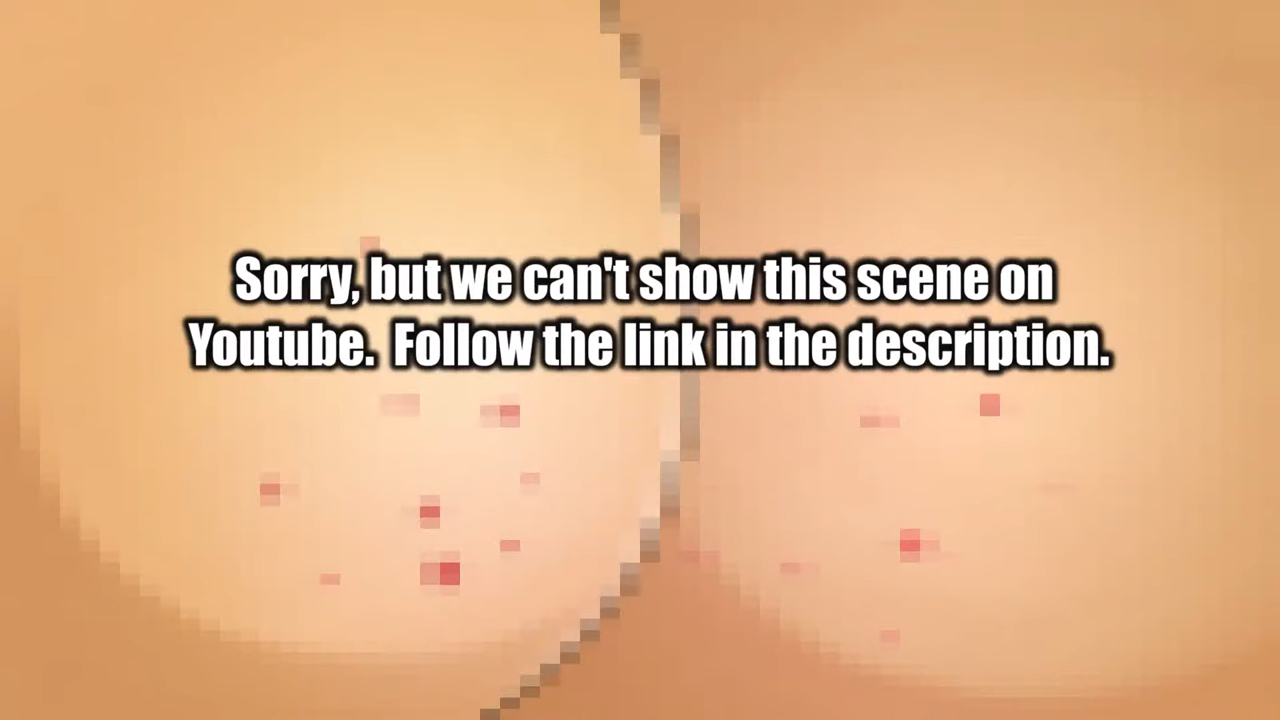 Sorry, but we can't show this scene on
Youtube.  Follow the link in the description.